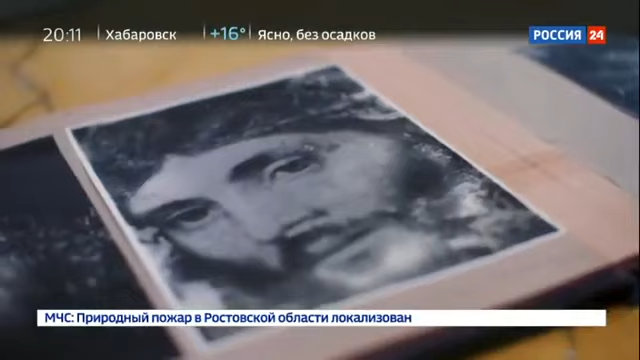 20:11 Хабаровск +16° Ясно, без осадков РОССИЯ 24
МЧС: Природный пожар в Ростовской области локализован